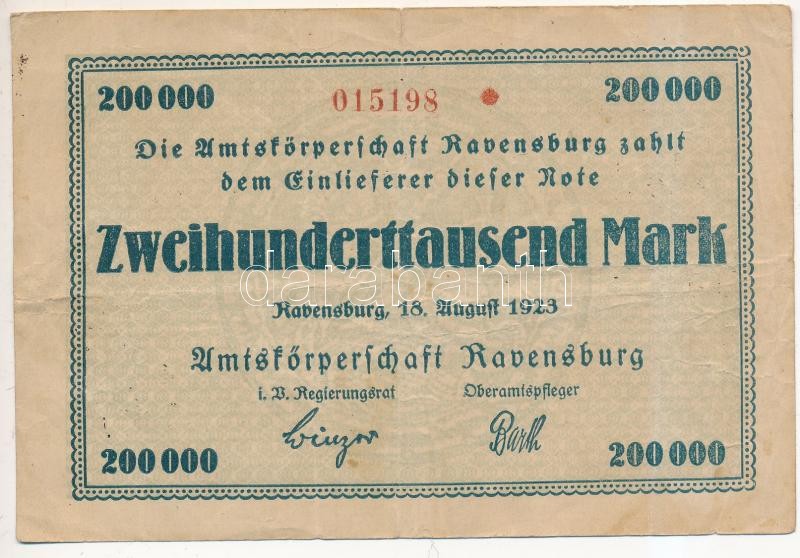 200 000 015198 200 000
Die Amtskörperschaft Ravensburg zahlt
dem Einlieferer dieser Note
Zweihunderttausend Mark
databanth
Ravensburg, 18. August 1923
Amtskörperschaft Ravensburg
i. V. Regierungsrat Oberamtspfleger
Barth
200 000 200 000